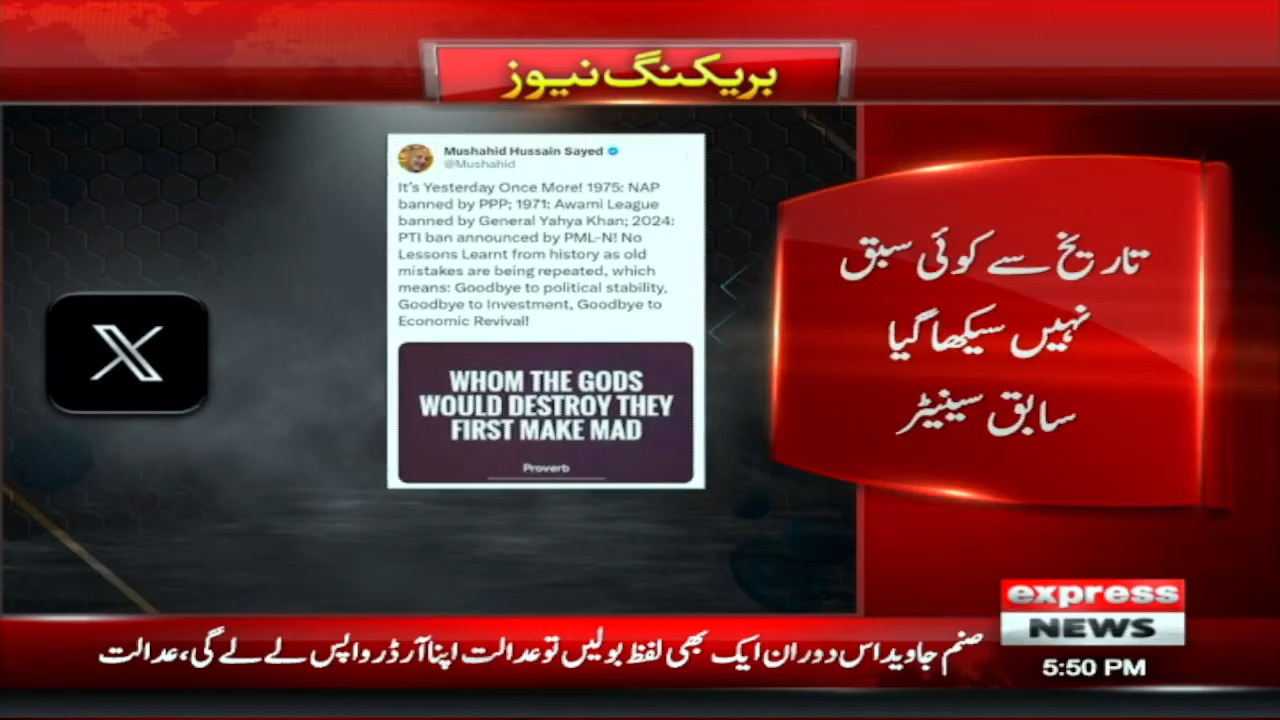 بریکنگ نیوز
Mushahid Hussain Sayed
@Mushahid
It's Yesterday Once More! 1975: NAP
banned by PPP; 1971: Awami League
banned by General Yahya Khan; 2024:
PTI ban announced by PML-N! No
Lessons Learnt from history as old
mistakes are being repeated, which
means: Goodbye to political stability,
Goodbye to Investment, Goodbye to
Economic Revival!
WHOM THE GODS
WOULD DESTROY THEY
FIRST MAKE MAD
Proverb
X
تاریخ سے کوئی سبق
نہیں سیکھا گیا
سابق سینیٹر
express
NEWS
5:50 PM
صنم جاوید اس دوران ایک بھی لفظ بولیں تو عدالت اپنا آرڈر واپس لے لے گی، عدالت